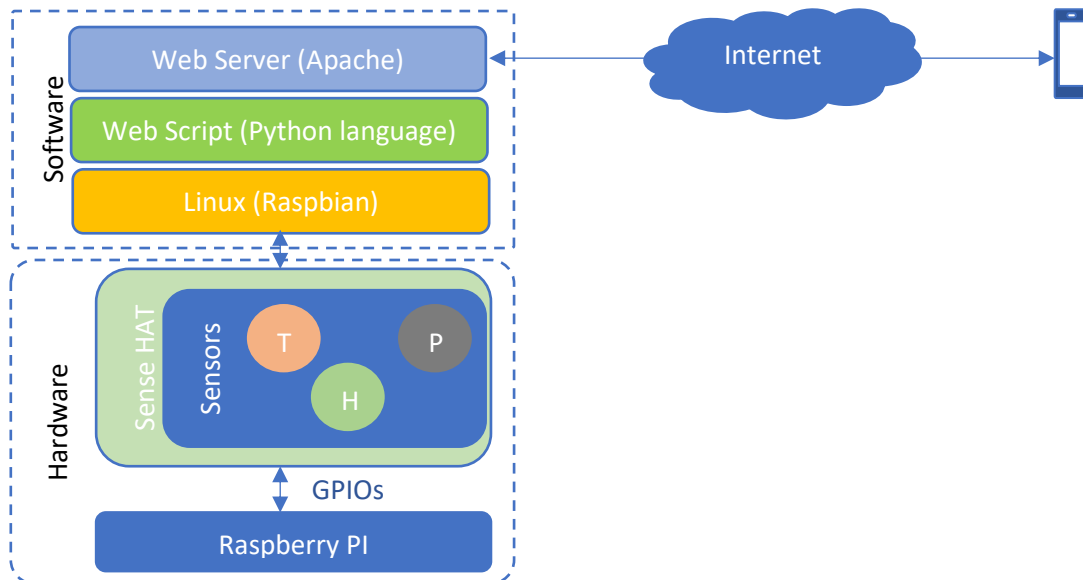 Web Server (Apache)
Internet
Software
Web Script (Python language)
Linux (Raspbian)
Hardware
Sense HAT
Sensors
T
P
H
GPIOs
Raspberry PI